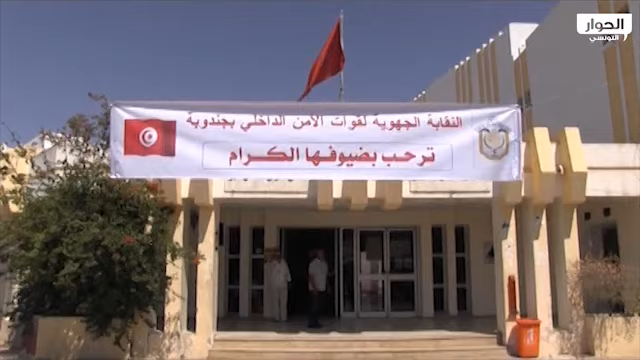 الحوار
التونسي
النقابة الجهوية لقوات الأمن الداخلي بجندوبة
ترحب بضيوفها الكرام